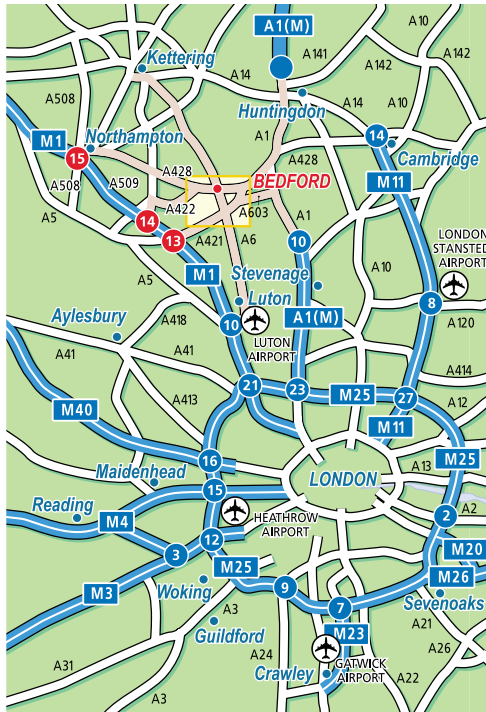 A10
A1(M)
Kettering
A141
A142
A142
A14
A508
Huntingdon
A14
A10
M1
Northampton
A1
14
15
A428
Cambridge
A428
A508
A509
BEDFORD
M11
A5
A422
A603
14
A1
LONDON
STANSTED
AIRPORT
13
A421
A6
10
A10
M1
Stevenage
A5
Luton
8
Aylesbury
A418
10
A1(M)
A120
LUTON
AIRPORT
A41
A41
A414
21
23
M25
27
A12
M40
A413
M11
M25
16
A13
Maidenhead
15
LONDON
Reading
HEATHROW
AIRPORT
2
A2
M4
12
M20
3
M25
M26
M3
Woking
9
7
Sevenoaks
A3
Guildford
M23
A21
A31
A24
GATWICK
AIRPORT
A26
Crawley
A22